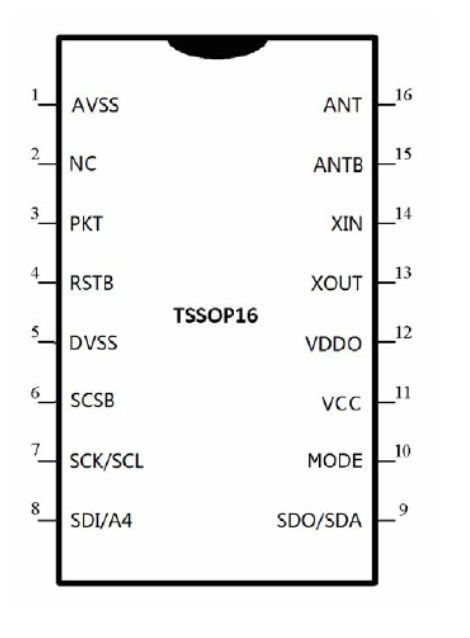 1 AVSS ANT 16
2 NC ANTB 15
3 PKT XIN 14
4 RSTB XOUT 13
TSSOP16
5 DVSS VDDO 12
6 SCSB VCC 11
7 SCK/SCL MODE 10
8 SDI/A4 SDO/SDA 9